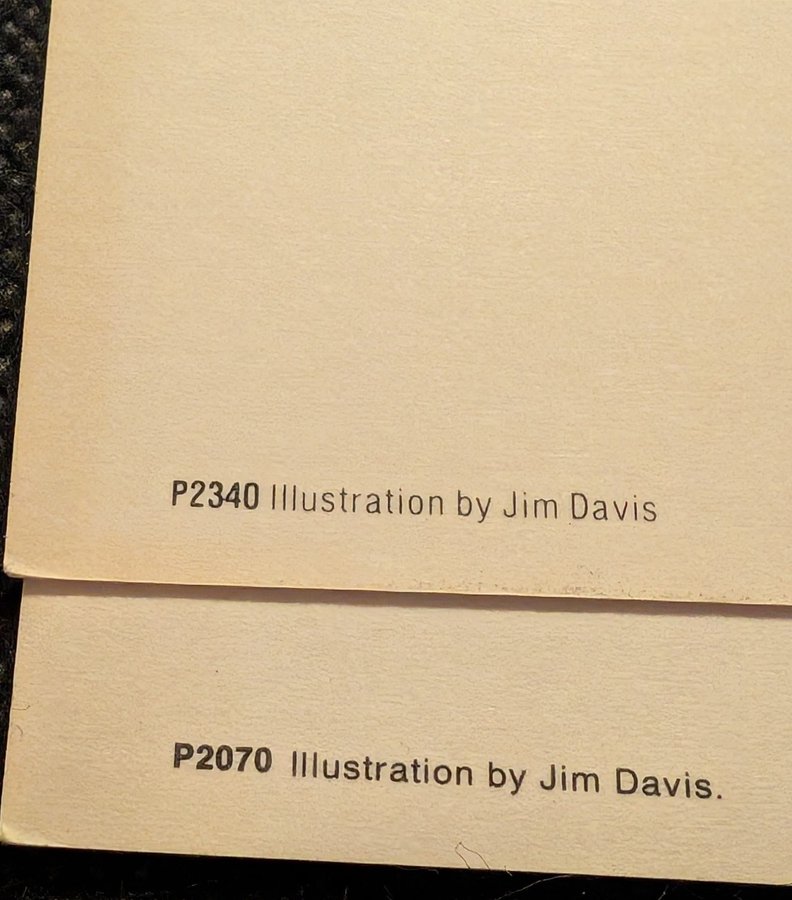 P2340 Illustration by Jim Davis
P2070 Illustration by Jim Davis.